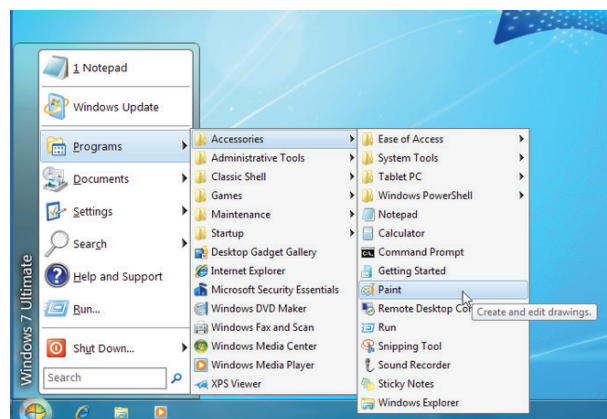 1 Notepad
Windows Update
Programs
Documents
Settings
Search
Help and Support
Run...
Shut Down...
Search
Windows 7 Ultimate
Accessories
Administrative Tools
Classic Shell
Games
Maintenance
Startup
Desktop Gadget Gallery
Internet Explorer
Microsoft Security Essentials
Windows DVD Maker
Windows Fax and Scan
Windows Media Center
Windows Media Player
XPS Viewer
Ease of Access
System Tools
Tablet PC
Windows PowerShell
Notepad
Calculator
Command Prompt
Getting Started
Paint
Remote Desktop Co
Create and edit drawings.
Run
Snipping Tool
Sound Recorder
Sticky Notes
Windows Explorer